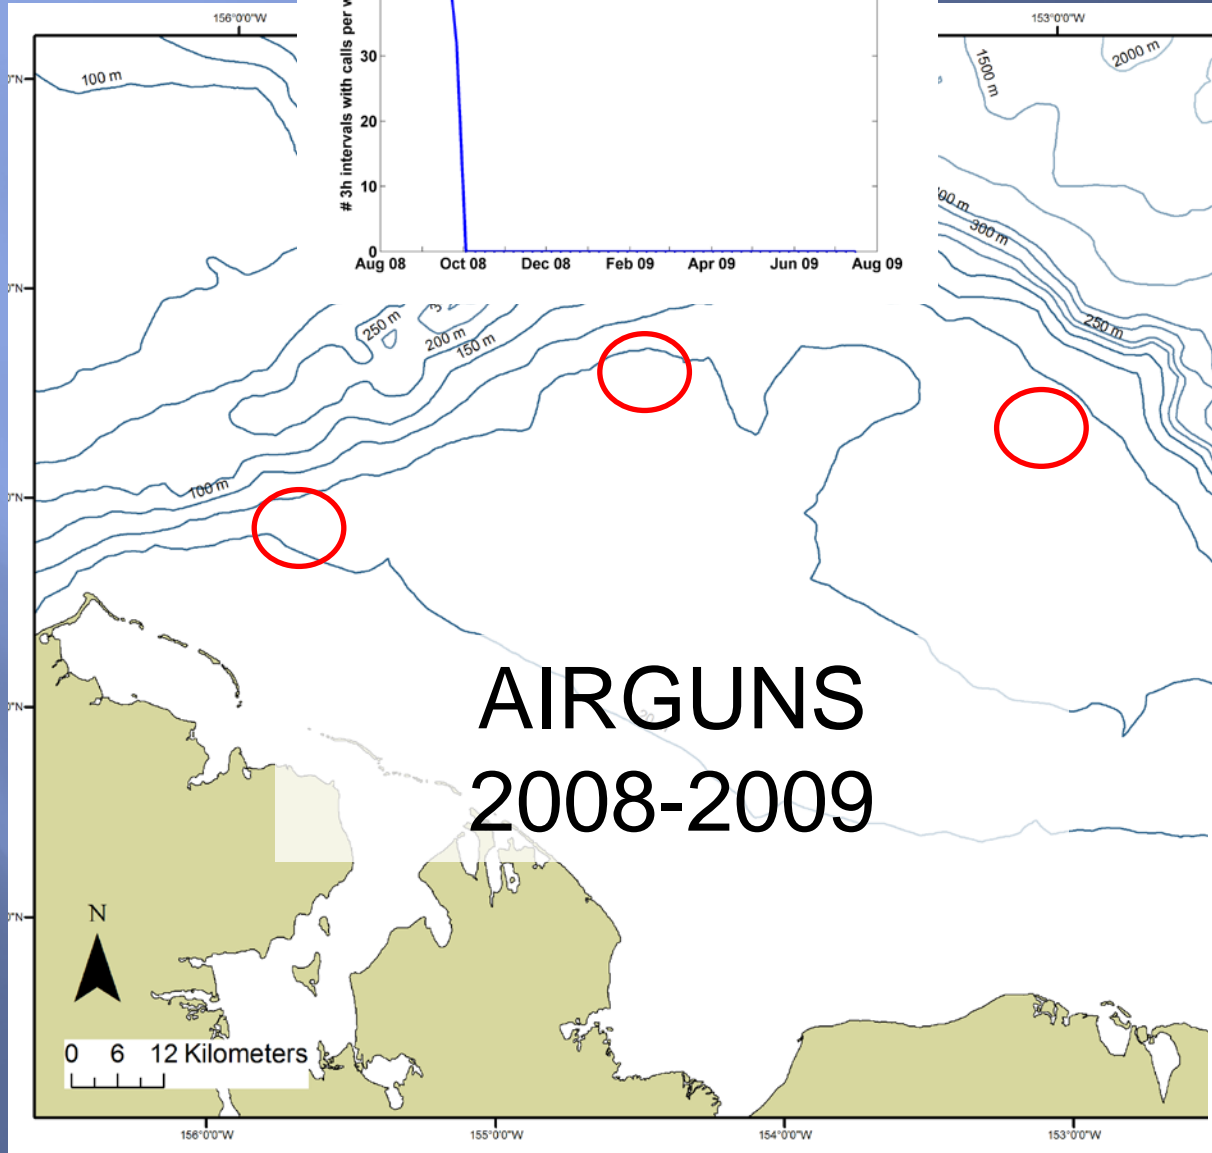 156°0'0"W
153°0'0"W
# 3h intervals with calls per
30
20
10
0
Aug 08 Oct 08 Dec 08 Feb 09 Apr 09 Jun 09 Aug 09
100 m
1500 m
2000 m
300 m
250 m
250 m
200 m
150 m
100 m
AIRGUNS
2008-2009
N
0 6 12 Kilometers
156°0'0"W 155°0'0"W 154°0'0"W 153°0'0"W